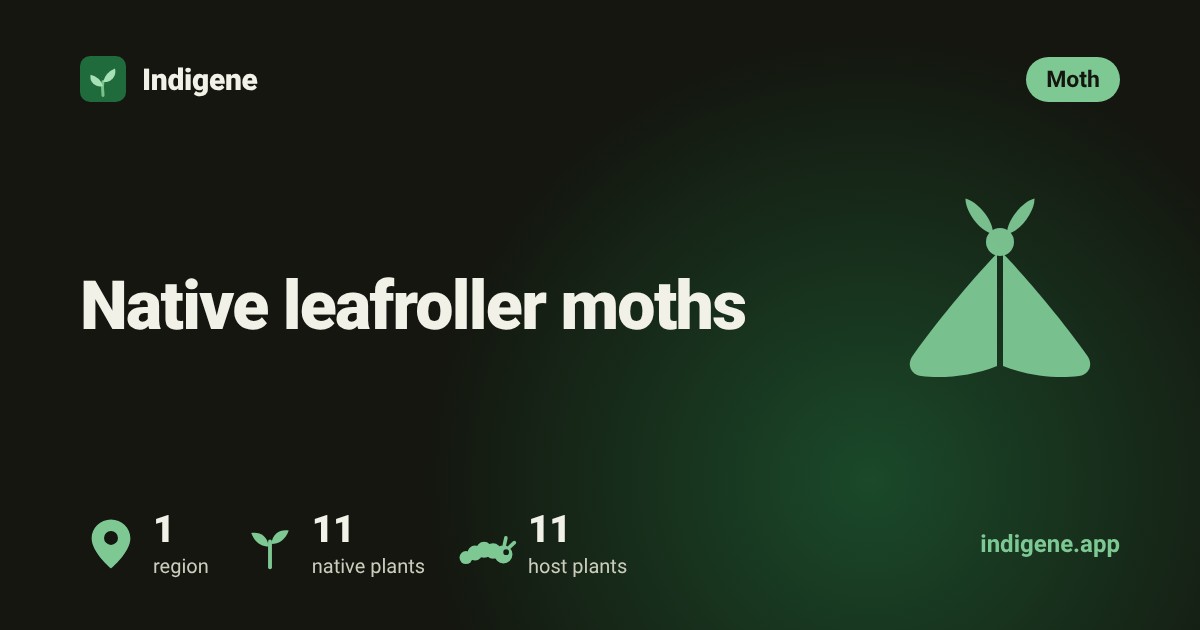 Indigene
Moth
Native leafroller moths
1
region
11
native plants
11
host plants
indigene.app